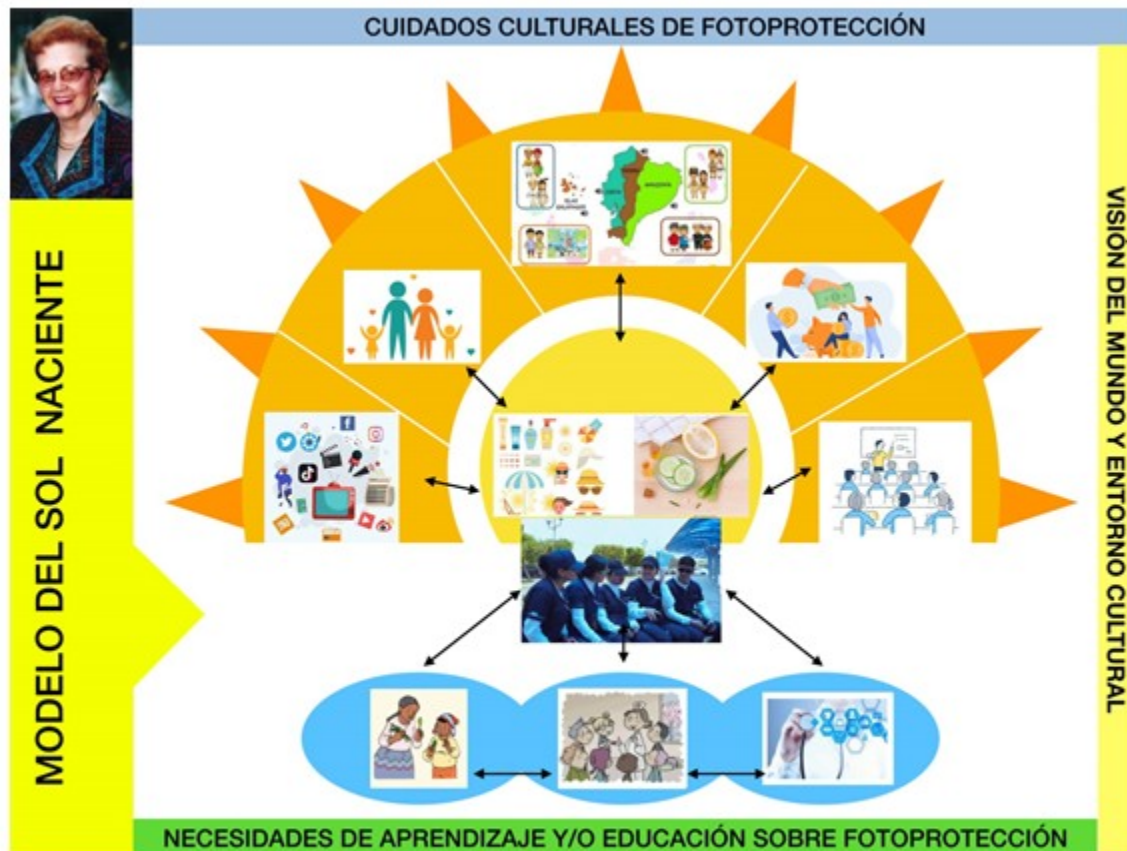 CUIDADOS CULTURALES DE FOTOPROTECCIÓN
MODELO DEL SOL NACIENTE
VISIÓN DEL MUNDO Y ENTORNO CULTURAL
NECESIDADES DE APRENDIZAJE Y/O EDUCACIÓN SOBRE FOTOPROTECCIÓN